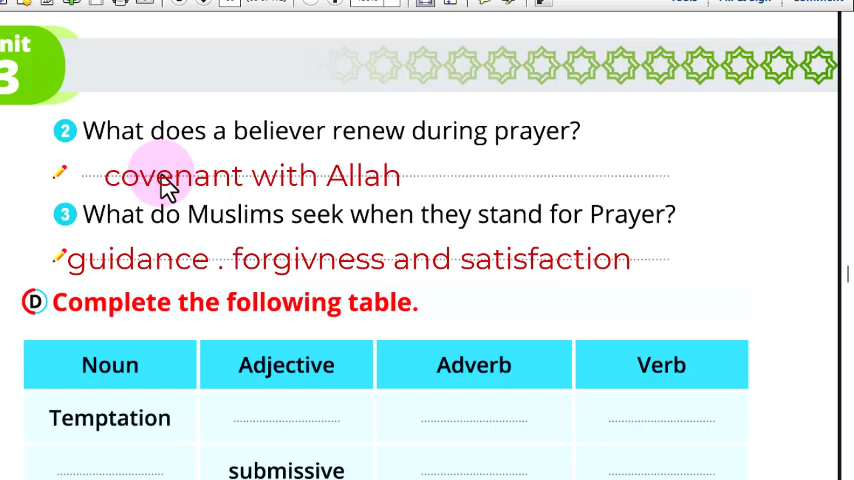 nit
3
2 What does a believer renew during prayer?
covenant with Allah
3 What do Muslims seek when they stand for Prayer?
guidance . forgivness and satisfaction
D Complete the following table.
Noun Adjective Adverb Verb
Temptation
submissive